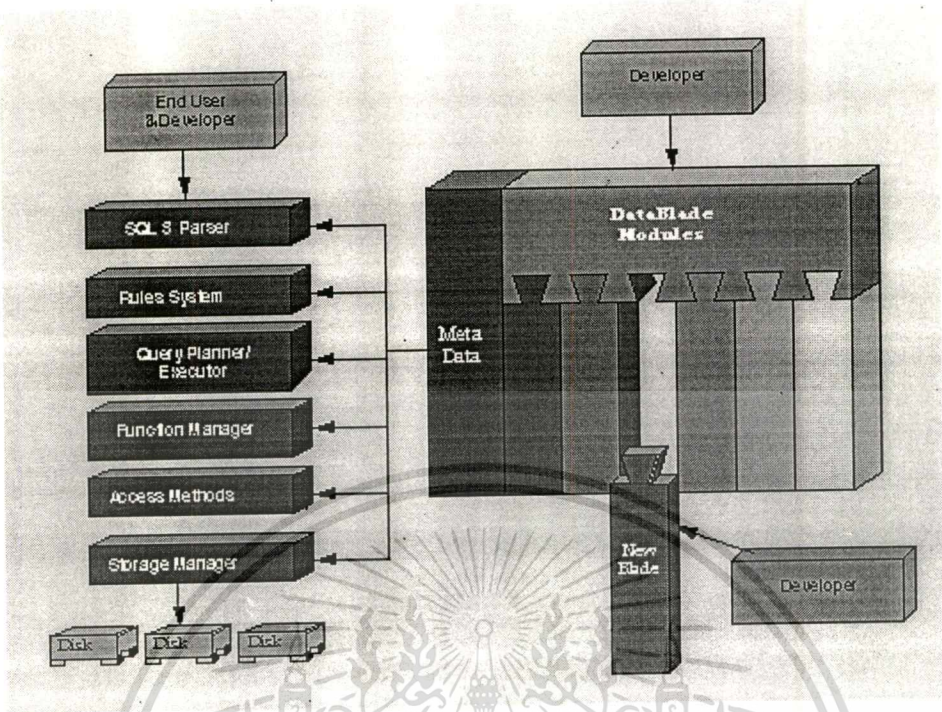 End User
& Developer
Developer
SQL 3 Parser
Rules System
Query Planner/
Executor
Function Manager
Access Methods
Storage Manager
Disk
Disk
Disk
Meta
Data
DataBlade
Modules
New
Blade
Developer